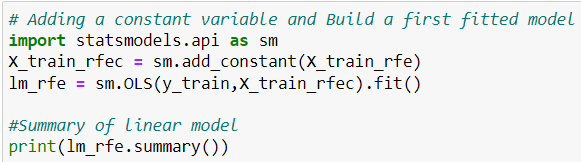 # Adding a constant variable and Build a first fitted model
import statsmodels.api as sm
X_train_rfec = sm.add_constant(X_train_rfe)
lm_rfe = sm.OLS(y_train,X_train_rfec).fit()
#Summary of linear model
print(lm_rfe.summary())